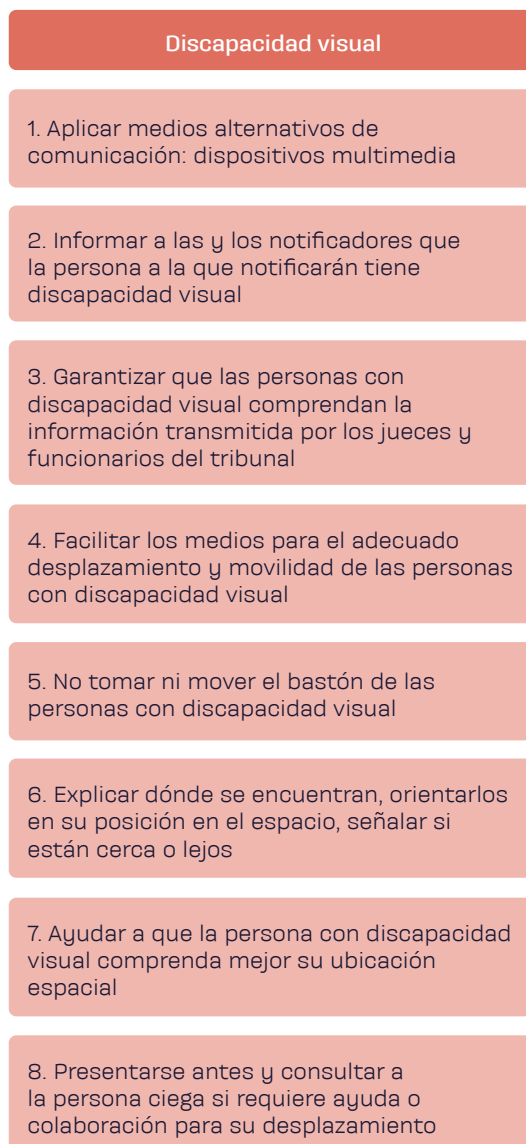 Discapacidad visual
1. Aplicar medios alternativos de
comunicación: dispositivos multimedia
2. Informar a las y los notificadores que
la persona a la que notificarán tiene
discapacidad visual
3. Garantizar que las personas con
discapacidad visual comprendan la
información transmitida por los jueces y
funcionarios del tribunal
4. Facilitar los medios para el adecuado
desplazamiento y movilidad de las personas
con discapacidad visual
5. No tomar ni mover el bastón de las
personas con discapacidad visual
6. Explicar dónde se encuentran, orientarlos
en su posición en el espacio, señalar si
están cerca o lejos
7. Ayudar a que la persona con discapacidad
visual comprenda mejor su ubicación
espacial
8. Presentarse antes y consultar a
la persona ciega si requiere ayuda o
colaboración para su desplazamiento